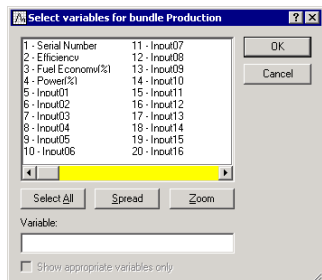 Select variables for bundle Production
1 - Serial Number
2 - Efficiency
3 - Fuel Economy(%)
4 - Power(%)
5 - Input01
6 - Input02
7 - Input03
8 - Input04
9 - Input05
10 - Input06
11 - Input07
12 - Input08
13 - Input09
14 - Input10
15 - Input11
16 - Input12
17 - Input13
18 - Input14
19 - Input15
20 - Input16
OK
Cancel
Select All
Spread
Zoom
Variable:
Show appropriate variables only